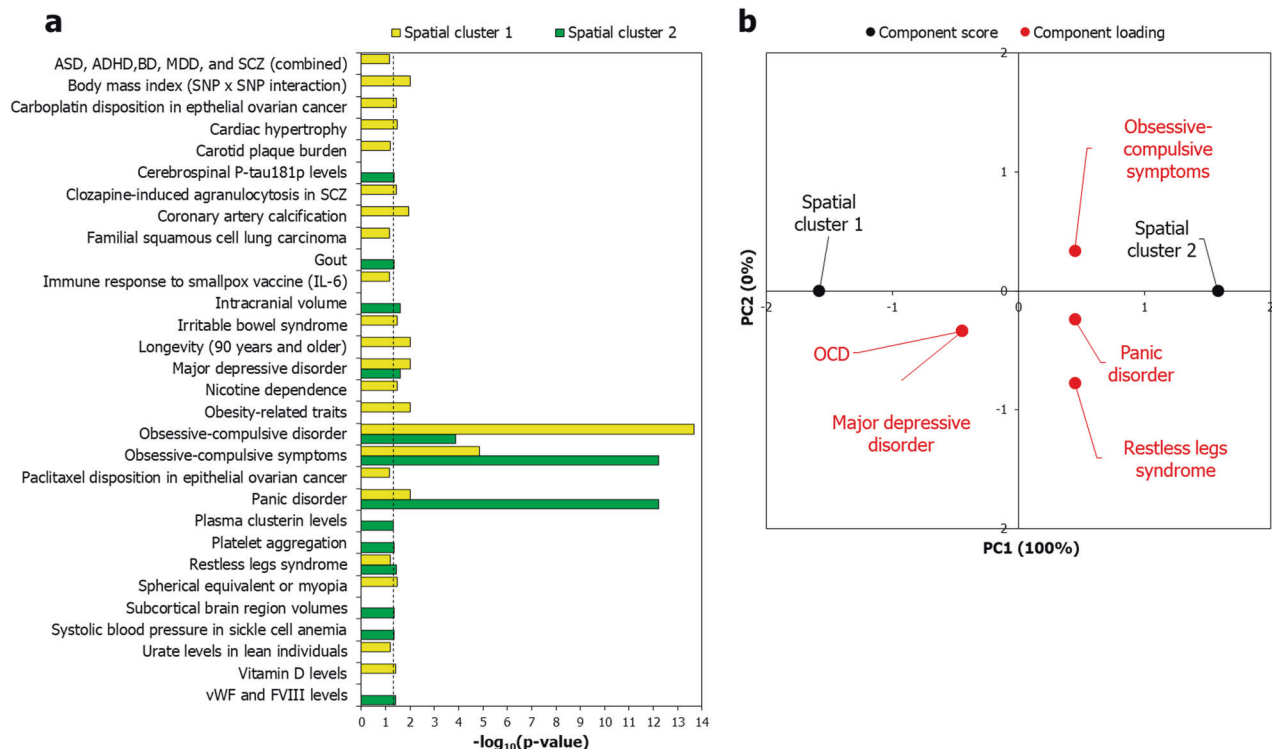 a
Spatial cluster 1
Spatial cluster 2
ASD, ADHD,BD, MDD, and SCZ (combined)
Body mass index (SNP x SNP interaction)
Carboplatin disposition in epthelial ovarian cancer
Cardiac hypertrophy
Carotid plaque burden
Cerebrospinal P-tau181p levels
Clozapine-induced agranulocytosis in SCZ
Coronary artery calcification
Familial squamous cell lung carcinoma
Gout
Immune response to smallpox vaccine (IL-6)
Intracranial volume
Irritable bowel syndrome
Longevity (90 years and older)
Major depressive disorder
Nicotine dependence
Obesity-related traits
Obsessive-compulsive disorder
Obsessive-compulsive symptoms
Paclitaxel disposition in epithelial ovarian cancer
Panic disorder
Plasma clusterin levels
Platelet aggregation
Restless legs syndrome
Spherical equivalent or myopia
Subcortical brain region volumes
Systolic blood pressure in sickle cell anemia
Urate levels in lean individuals
Vitamin D levels
vWF and FVIII levels
0 1 2 3 4 5 6 7 8 9 10 11 12 13 14
-log₁₀(p-value)
b
Component score
Component loading
2
1
0
-1
2
-2
-1
0
1
2
PC2 (0%)
PC1 (100%)
Obsessive-
compulsive
symptoms
Spatial
cluster 1
Spatial
cluster 2
OCD
Major depressive
disorder
Panic
disorder
Restless legs
syndrome